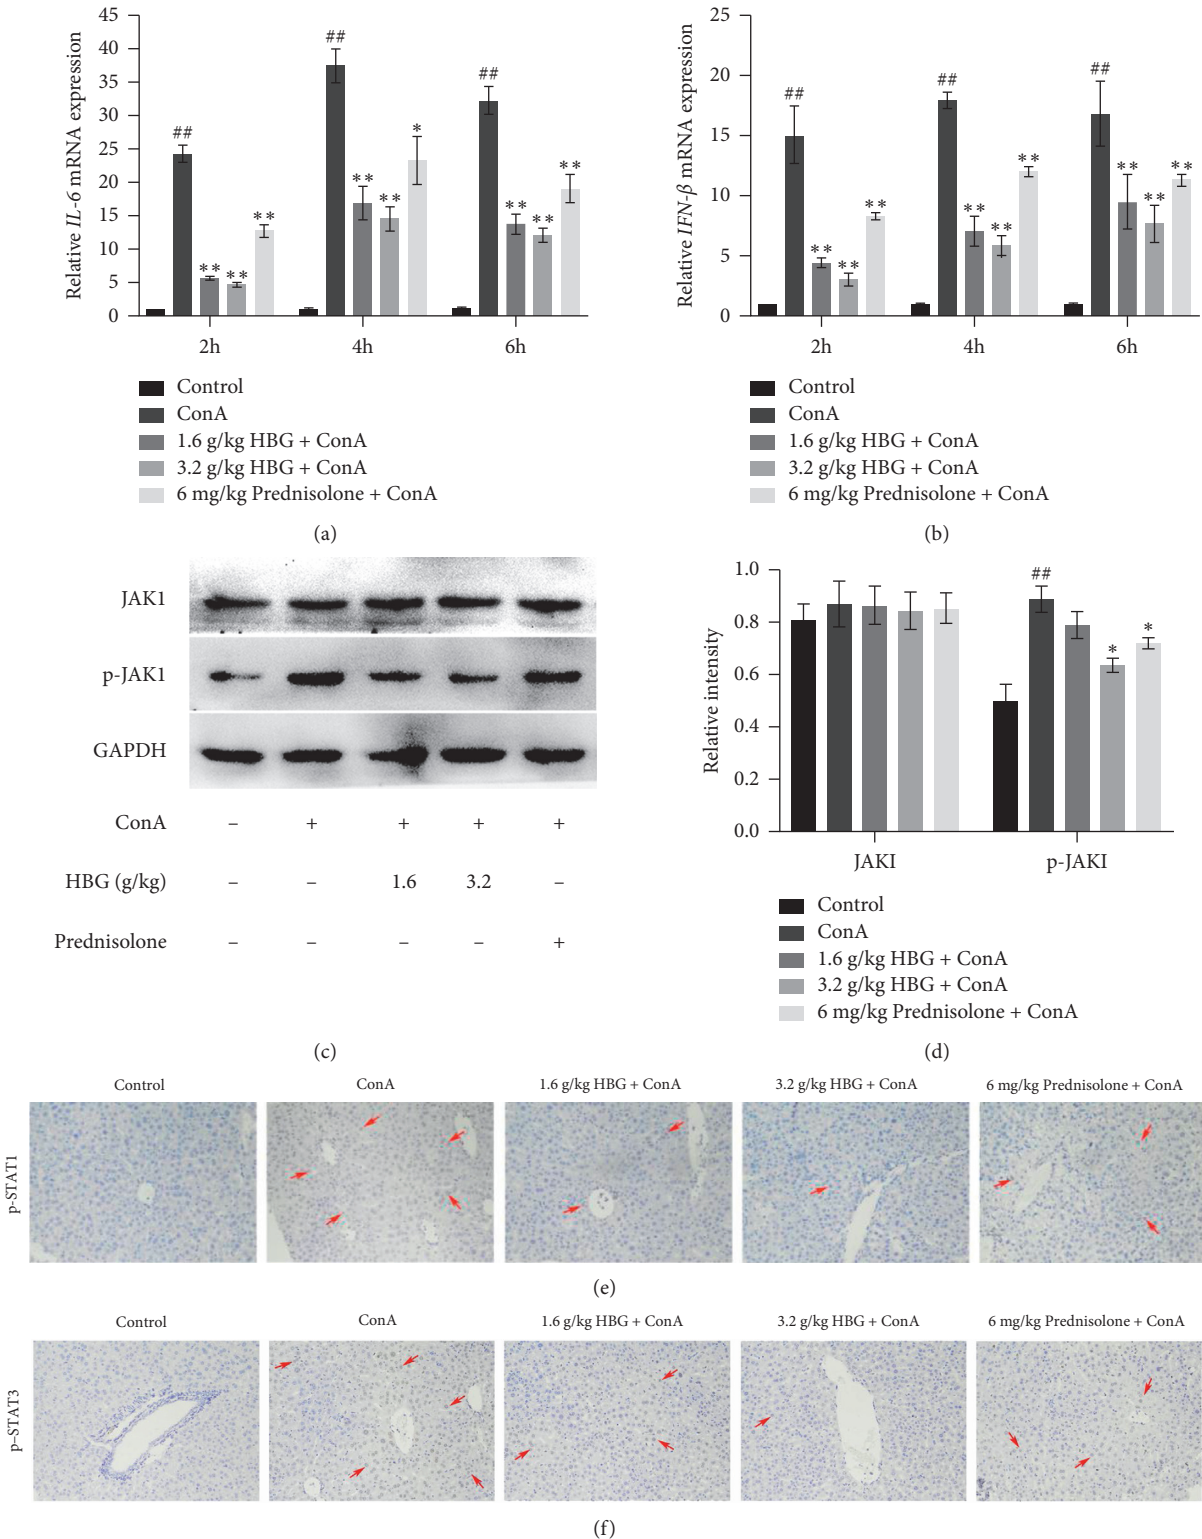 Relative IL-6 mRNA expression
45
40
35
30
25
20
15
10
5
0
##
**
**
**
##
**
**
*
##
**
**
**
2h
4h
6h
Control
ConA
1.6 g/kg HBG + ConA
3.2 g/kg HBG + ConA
6 mg/kg Prednisolone + ConA
(a)
Relative IFN-β mRNA expression
25
20
15
10
5
0
##
**
**
**
##
**
**
**
##
**
**
**
2h
4h
6h
Control
ConA
1.6 g/kg HBG + ConA
3.2 g/kg HBG + ConA
6 mg/kg Prednisolone + ConA
(b)
JAK1
p-JAK1
GAPDH
ConA – + + + +
HBG (g/kg) – – 1.6 3.2 –
Prednisolone – – – – +
(c)
Relative intensity
1.0
0.8
0.6
0.4
0.2
0.0
##
*
*
JAKI
p-JAKI
Control
ConA
1.6 g/kg HBG + ConA
3.2 g/kg HBG + ConA
6 mg/kg Prednisolone + ConA
(d)
Control
ConA
1.6 g/kg HBG + ConA
3.2 g/kg HBG + ConA
6 mg/kg Prednisolone + ConA
p-STAT1
(e)
Control
ConA
1.6 g/kg HBG + ConA
3.2 g/kg HBG + ConA
6 mg/kg Prednisolone + ConA
p-STAT3
(f)